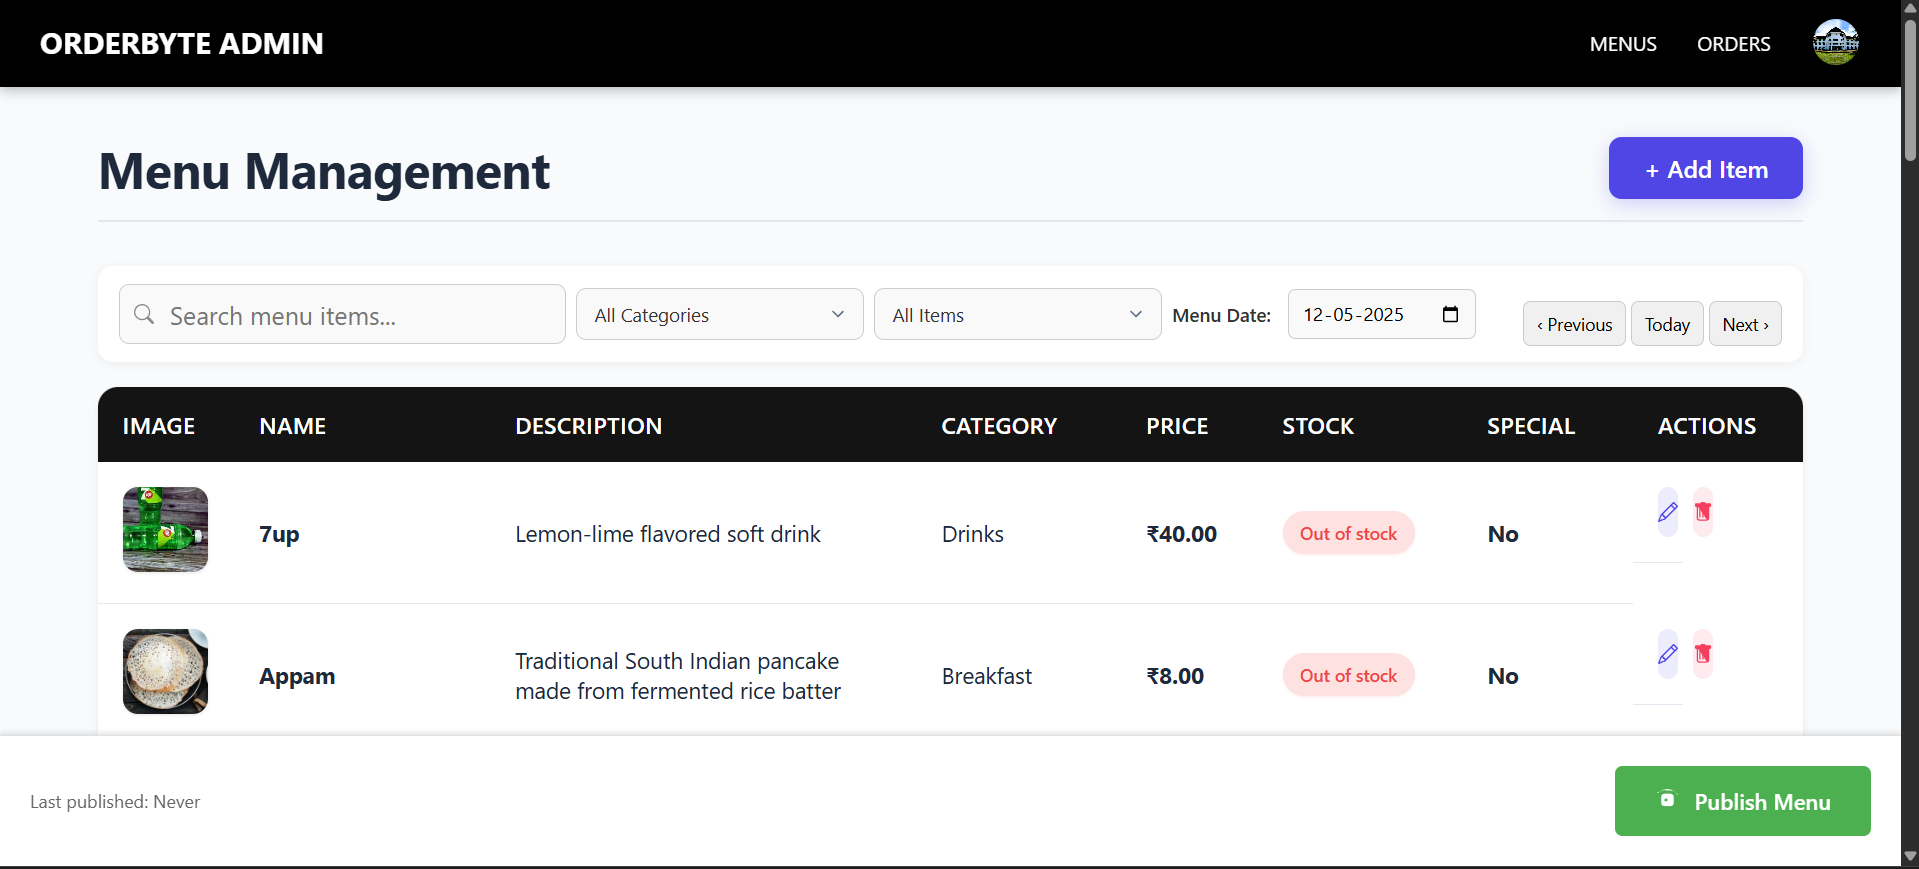 ORDERBYTE ADMIN
MENUS
ORDERS
Menu Management
+ Add Item
Search menu items...
All Categories
All Items
Menu Date:
12-05-2025
‹ Previous
Today
Next ›
IMAGE
NAME
DESCRIPTION
CATEGORY
PRICE
STOCK
SPECIAL
ACTIONS
7up
Lemon-lime flavored soft drink
Drinks
₹40.00
Out of stock
No
Appam
Traditional South Indian pancake
made from fermented rice batter
Breakfast
₹8.00
Out of stock
No
Last published: Never
Publish Menu